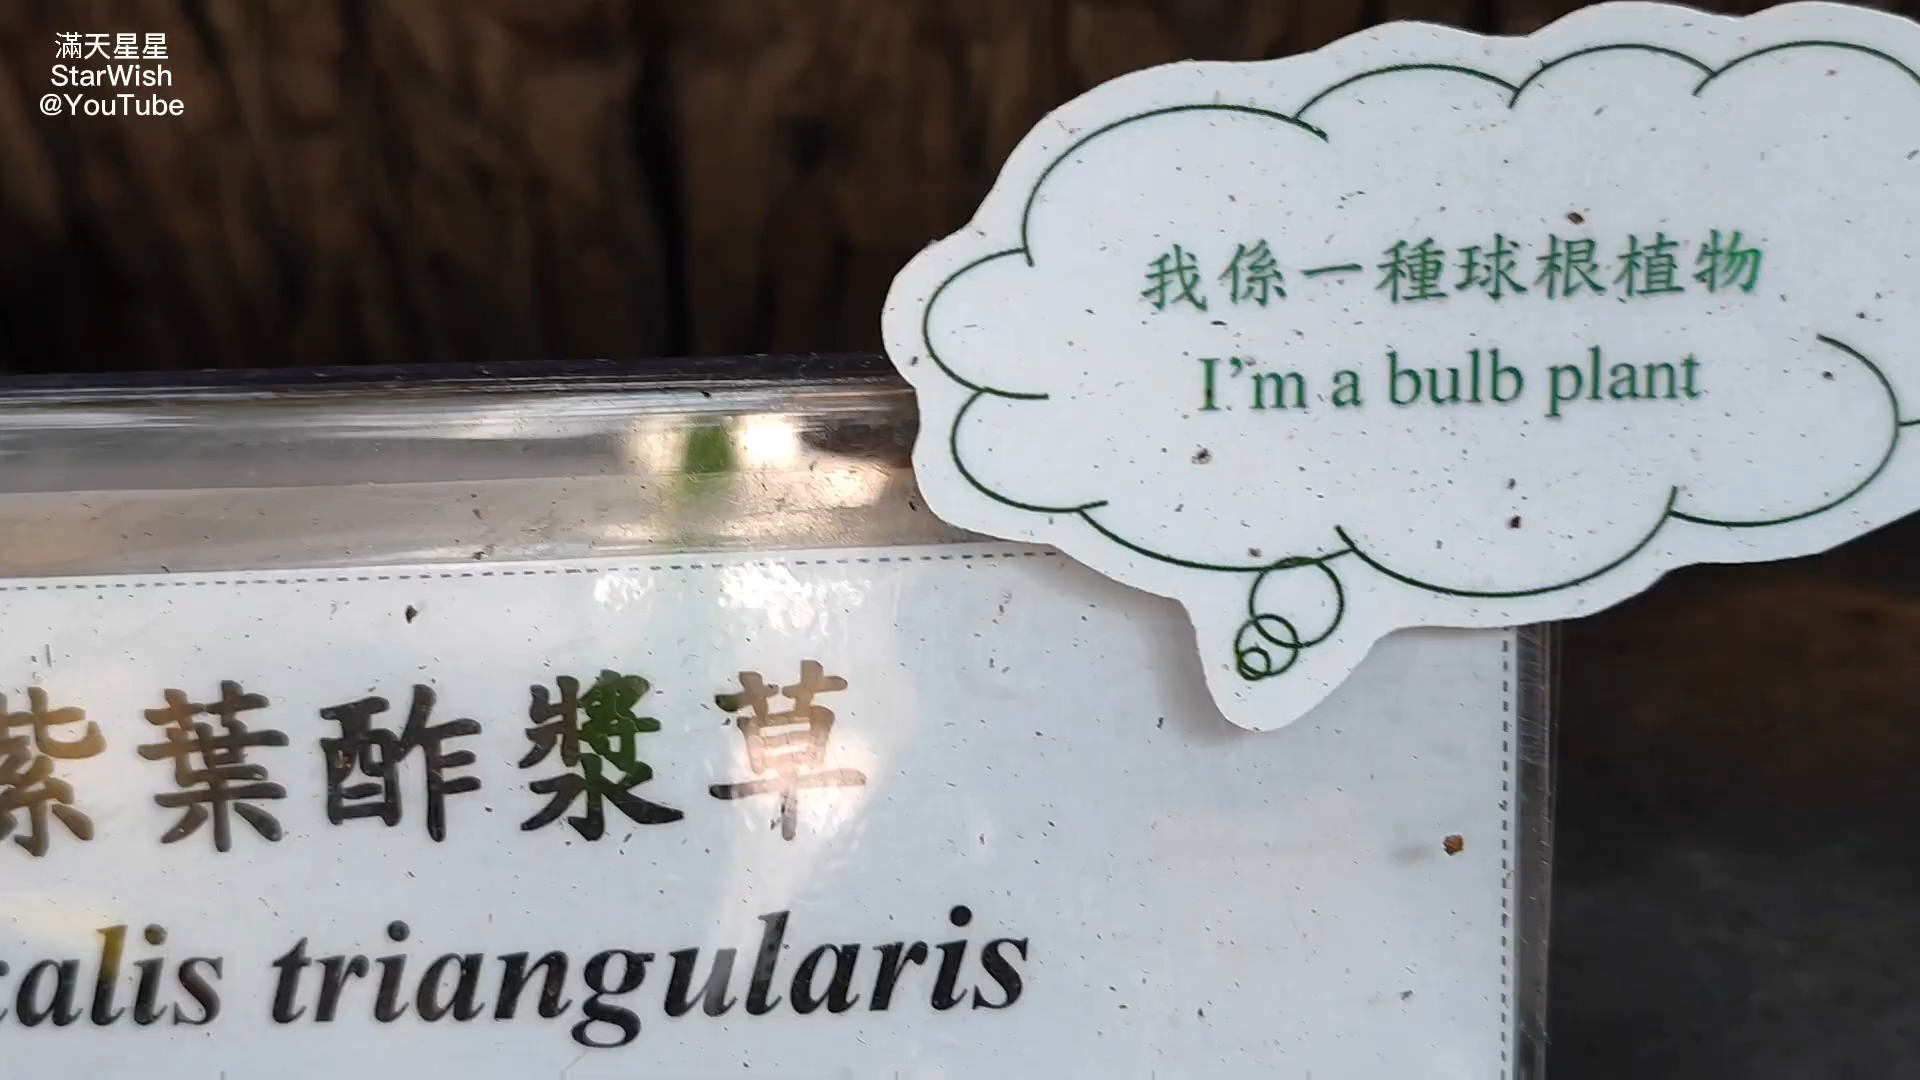 滿天星星
StarWish
@YouTube
我係一種球根植物
I'm a bulb plant
紫葉酢漿草
alis triangularis